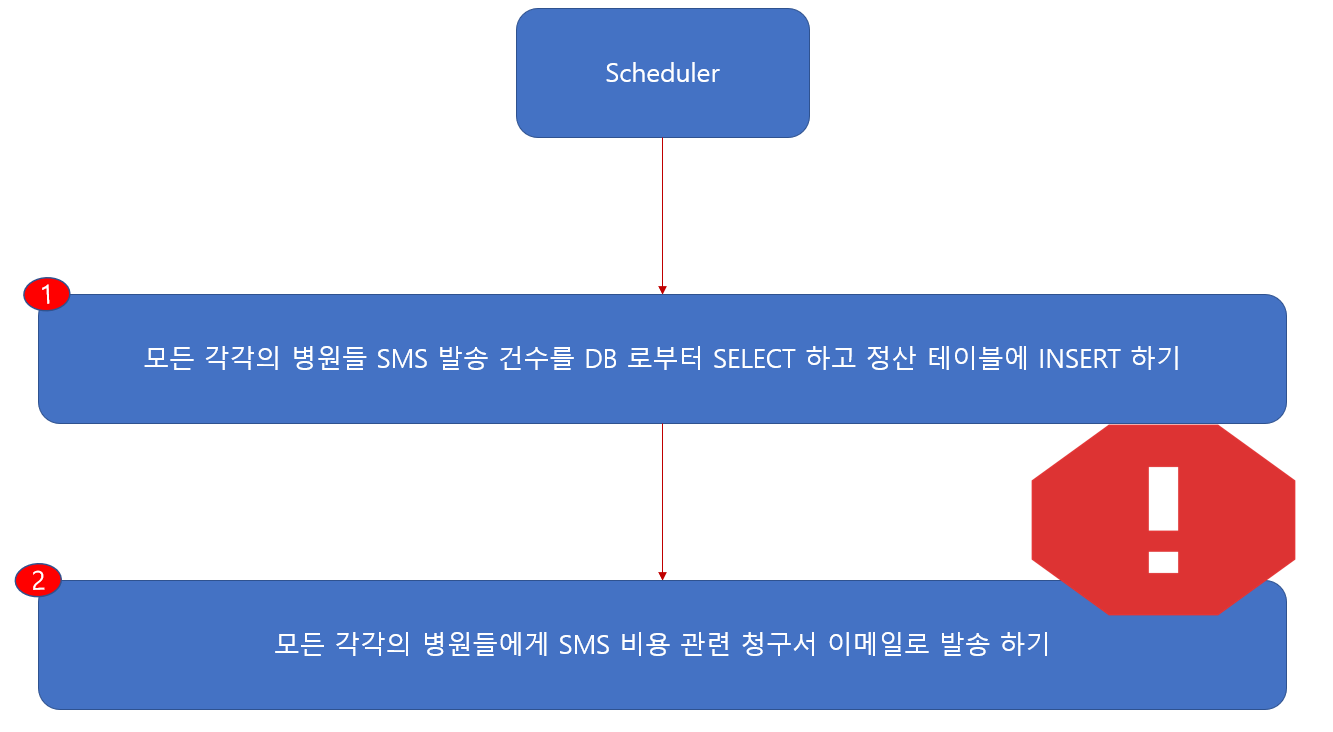 Scheduler
1
모든 각각의 병원들 SMS 발송 건수를 DB 로부터 SELECT 하고 정산 테이블에 INSERT 하기
!
2
모든 각각의 병원들에게 SMS 비용 관련 청구서 이메일로 발송 하기